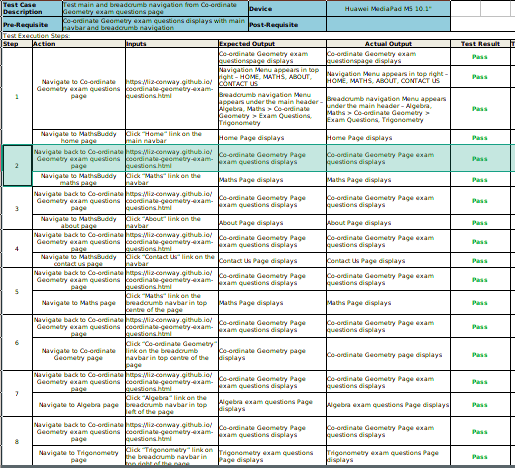 Test Case Description
Test main and breadcrumb navigation from Co-ordinate Geometry exam questions page
Device
Huawei MediaPad M5 10.1"
Pre-Requisite
Co-ordinate Geometry exam questions displays with main navbar and breadcrumb navigation
Post-Requisite
Test Execution Steps:
Step Action Inputs Expected Output Actual Output Test Result T
1
Navigate to Co-ordinate Geometry exam questions page
https://liz-conway.github.io/coordinate-geometry-exam-questions.html
Co-ordinate Geometry exam questionspage displays
Co-ordinate Geometry exam questionspage displays
Pass
Navigation Menu appears in top right – HOME, MATHS, ABOUT, CONTACT US
Navigation Menu appears in top right – HOME, MATHS, ABOUT, CONTACT US
Pass
Breadcrumb navigation Menu appears under the main header – Algebra, Maths > Co-ordinate Geometry > Exam Questions, Trigonometry
Breadcrumb navigation Menu appears under the main header – Algebra, Maths > Co-ordinate Geometry > Exam Questions, Trigonometry
Pass
Navigate to MathsBuddy home page
Click "Home" link on the main navbar
Home Page displays
Home Page displays
Pass
2
Navigate back to Co-ordinate Geometry exam questions page
https://liz-conway.github.io/coordinate-geometry-exam-questions.html
Co-ordinate Geometry Page exam questions displays
Co-ordinate Geometry Page exam questions displays
Pass
Navigate to MathsBuddy maths page
Click "Maths" link on the navbar
Maths Page displays
Maths Page displays
Pass
3
Navigate back to Co-ordinate Geometry exam questions page
https://liz-conway.github.io/coordinate-geometry-exam-questions.html
Co-ordinate Geometry Page exam questions displays
Co-ordinate Geometry Page exam questions displays
Pass
Navigate to MathsBuddy about page
Click "About" link on the navbar
About Page displays
About Page displays
Pass
4
Navigate back to Co-ordinate Geometry exam questions page
https://liz-conway.github.io/coordinate-geometry-exam-questions.html
Co-ordinate Geometry Page exam questions displays
Co-ordinate Geometry Page exam questions displays
Pass
Navigate to MathsBuddy contact us page
Click "Contact Us" link on the navbar
Contact Us Page displays
Contact Us Page displays
Pass
5
Navigate back to Co-ordinate Geometry exam questions page
https://liz-conway.github.io/coordinate-geometry-exam-questions.html
Co-ordinate Geometry Page exam questions displays
Co-ordinate Geometry Page exam questions displays
Pass
Navigate to Maths page
Click "Maths" link on the breadcrumb navbar in top centre of the page
Maths Page displays
Maths Page displays
Pass
6
Navigate back to Co-ordinate Geometry exam questions page
https://liz-conway.github.io/coordinate-geometry-exam-questions.html
Co-ordinate Geometry Page exam questions displays
Co-ordinate Geometry Page exam questions displays
Pass
Navigate to Co-ordinate Geometry page
Click "Co-ordinate Geometry" link on the breadcrumb navbar in top centre of the page
Co-ordinate Geometry Page displays
Co-ordinate Geometry page displays
Pass
7
Navigate back to Co-ordinate Geometry exam questions page
https://liz-conway.github.io/coordinate-geometry-exam-questions.html
Co-ordinate Geometry Page exam questions displays
Co-ordinate Geometry Page exam questions displays
Pass
Navigate to Algebra page
Click "Algebra" link on the breadcrumb navbar in top left of the page
Algebra exam questions Page displays
Algebra exam questions Page displays
Pass
8
Navigate back to Co-ordinate Geometry exam questions page
https://liz-conway.github.io/coordinate-geometry-exam-questions.html
Co-ordinate Geometry Page exam questions displays
Co-ordinate Geometry Page exam questions displays
Pass
Navigate to Trigonometry page
Click "Trigonometry" link on the breadcrumb navbar in top right of the page
Trigonometry exam questions Page displays
Trigonometry exam questions Page displays
Pass